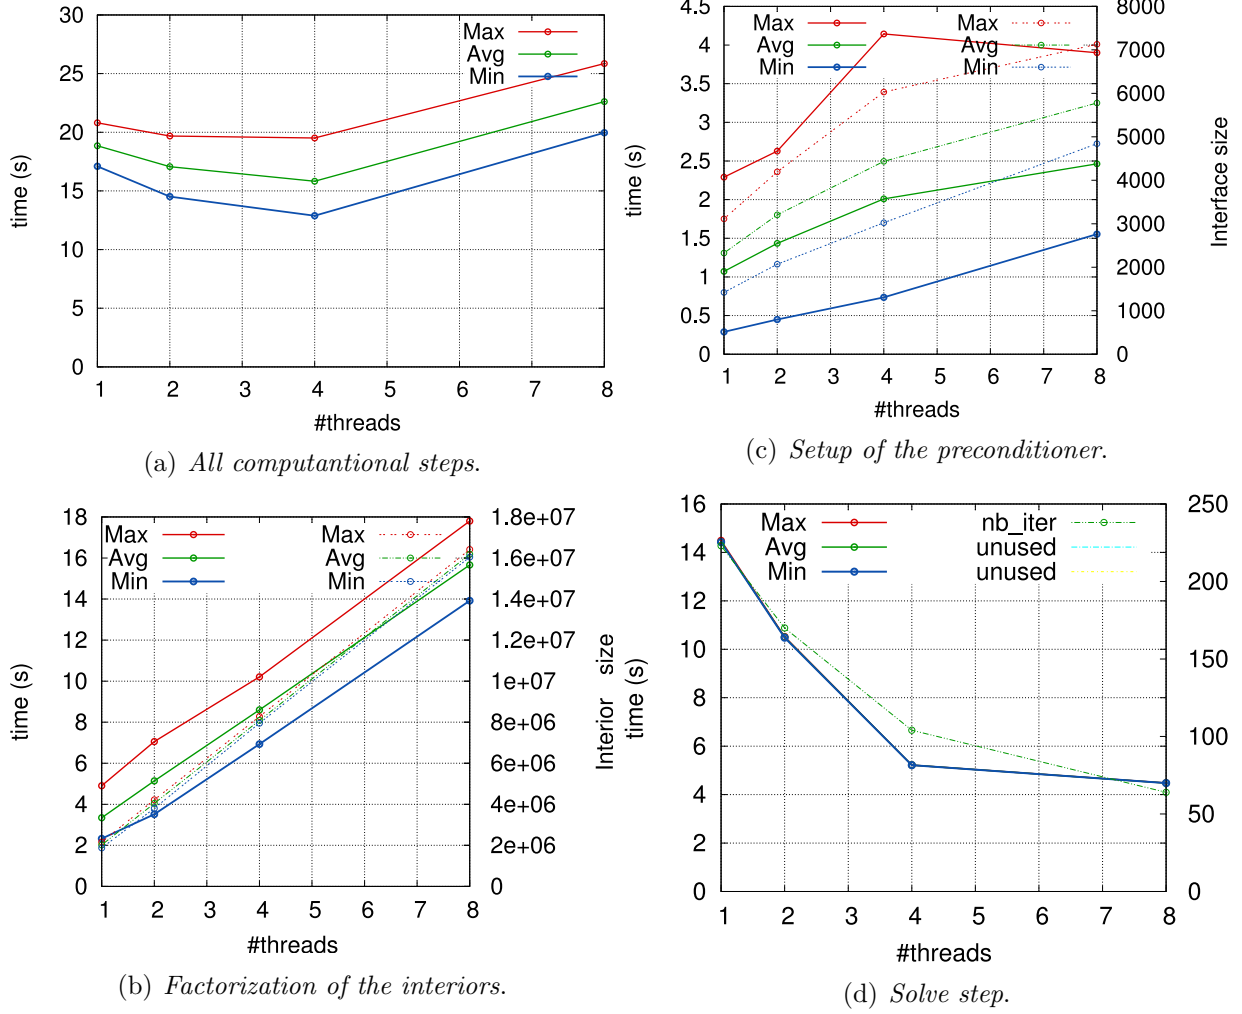 30
25
20
15
10
5
0
time (s)
Max
Avg
Min
1 2 3 4 5 6 7 8
#threads
(a) All computantional steps.
4.5
4
3.5
3
2.5
2
1.5
1
0.5
0
time (s)
Max
Avg
Min
Max
Avg
Min
8000
7000
6000
5000
4000
3000
2000
1000
0
Interface size
1 2 3 4 5 6 7 8
#threads
(c) Setup of the preconditioner.
18
16
14
12
10
8
6
4
2
0
time (s)
Max
Avg
Min
Max
Avg
Min
1.8e+07
1.6e+07
1.4e+07
1.2e+07
1e+07
8e+06
6e+06
4e+06
2e+06
0
Interior size
1 2 3 4 5 6 7 8
#threads
(b) Factorization of the interiors.
16
14
12
10
8
6
4
2
0
time (s)
Max
Avg
Min
nb_iter
unused
unused
250
200
150
100
50
0
1 2 3 4 5 6 7 8
#threads
(d) Solve step.